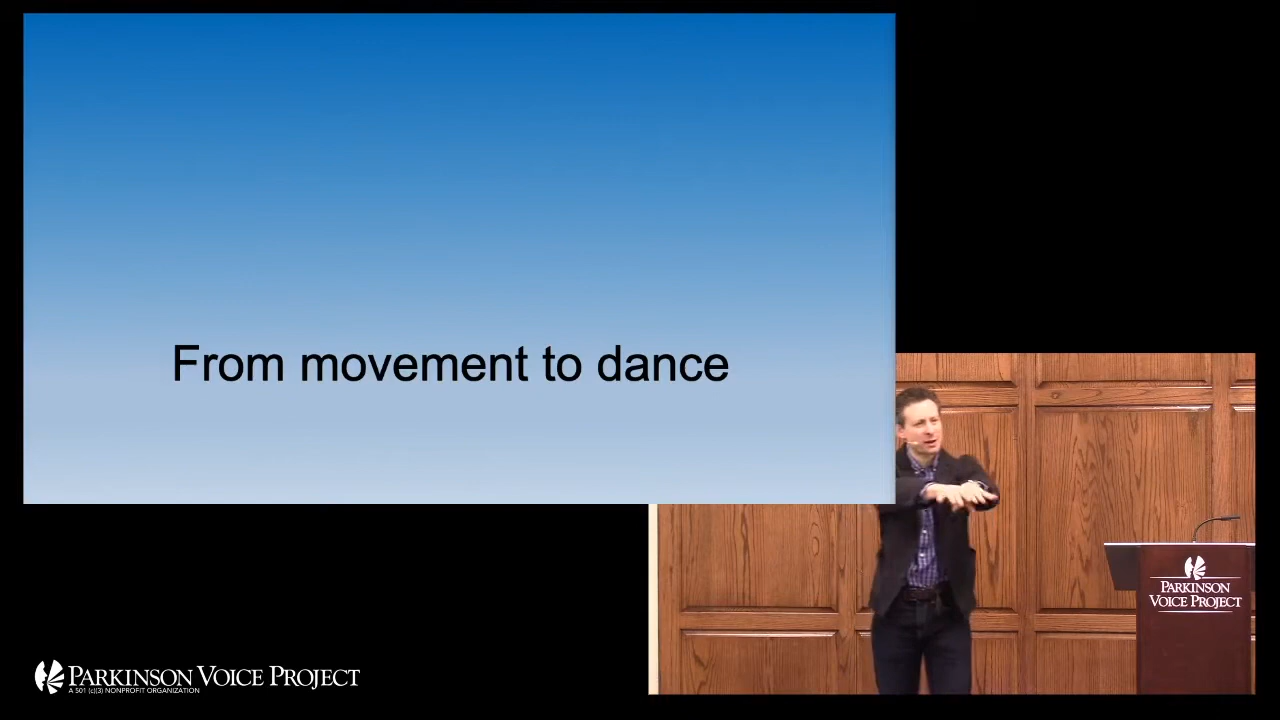 From movement to dance
PARKINSON
VOICE PROJECT
PARKINSON VOICE PROJECT
A 501 (c)(3) NONPROFIT ORGANIZATION